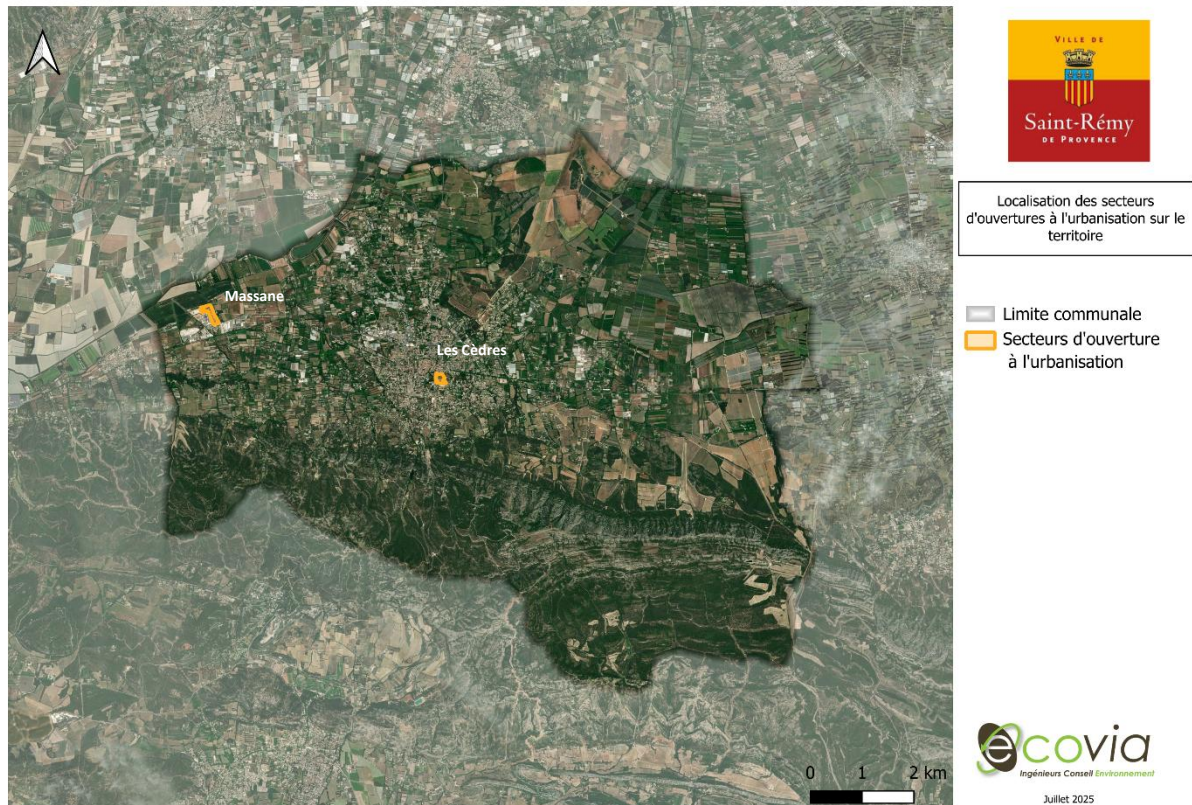 VILLE DE
Saint-Rémy
DE PROVENCE
Localisation des secteurs
d'ouvertures à l'urbanisation sur le
territoire
Massane
Les Cèdres
Limite communale
Secteurs d'ouverture
à l'urbanisation
0 1 2 km
ecovia
Ingénieurs Conseil Environnement
Juillet 2025